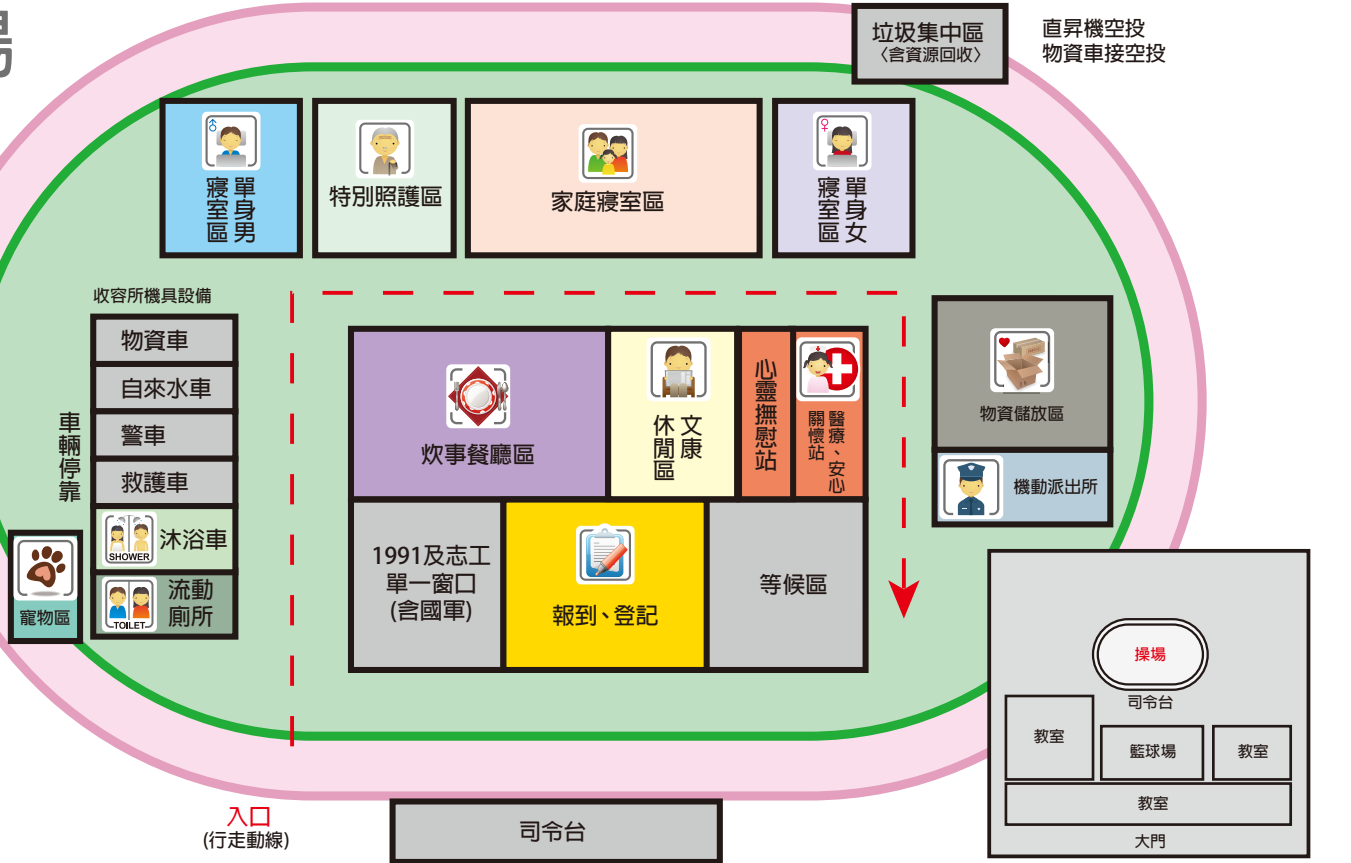 場
垃圾集中區
〈含資源回收〉
直昇機空投
物資車接空投
單身男
寢室區
特別照護區
家庭寢室區
單身女
寢室區
收容所機具設備
物資車
自來水車
警車
救護車
SHOWER
沐浴車
TOILET
流動
廁所
車輛停靠
寵物區
炊事餐廳區
文康
休閒區
心靈撫慰站
醫療、安心
關懷站
1991及志工
單一窗口
(含國軍)
報到、登記
等候區
物資儲放區
機動派出所
入口
(行走動線)
司令台
操場
司令台
教室
籃球場
教室
教室
大門